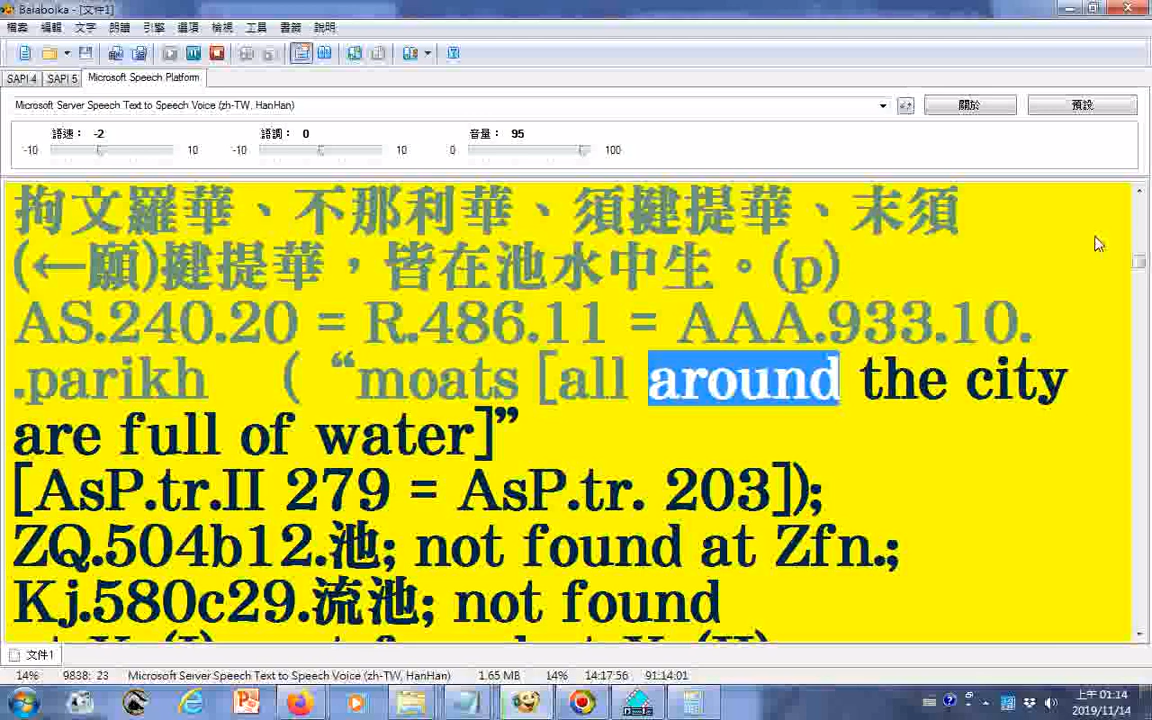 Balabolka - [文件1]
檔案 編輯 文字 朗讀 引擎 選項 檢視 工具 書籤 說明
SAPI 4 SAPI 5 Microsoft Speech Platform
Microsoft Server Speech Text to Speech Voice (zh-TW, HanHan) 關於 預設
語速： -2 語調： 0 音量： 95
-10 10 -10 10 0 100
拘文羅華、不那利華、須揵提華、末須
(←願)揵提華，皆在池水中生。(p)
AS.240.20 = R.486.11 = AAA.933.10.
.parikh ( “moats [all around the city
are full of water]”
[AsP.tr.II 279 = AsP.tr. 203]);
ZQ.504b12.池; not found at Zfn.;
Kj.580c29.流池; not found
文件1
14% 9838: 23 Microsoft Server Speech Text to Speech Voice (zh-TW, HanHan) 1.65 MB 14% 14:17:56 91:14:01
上午 01:14
2019/11/14